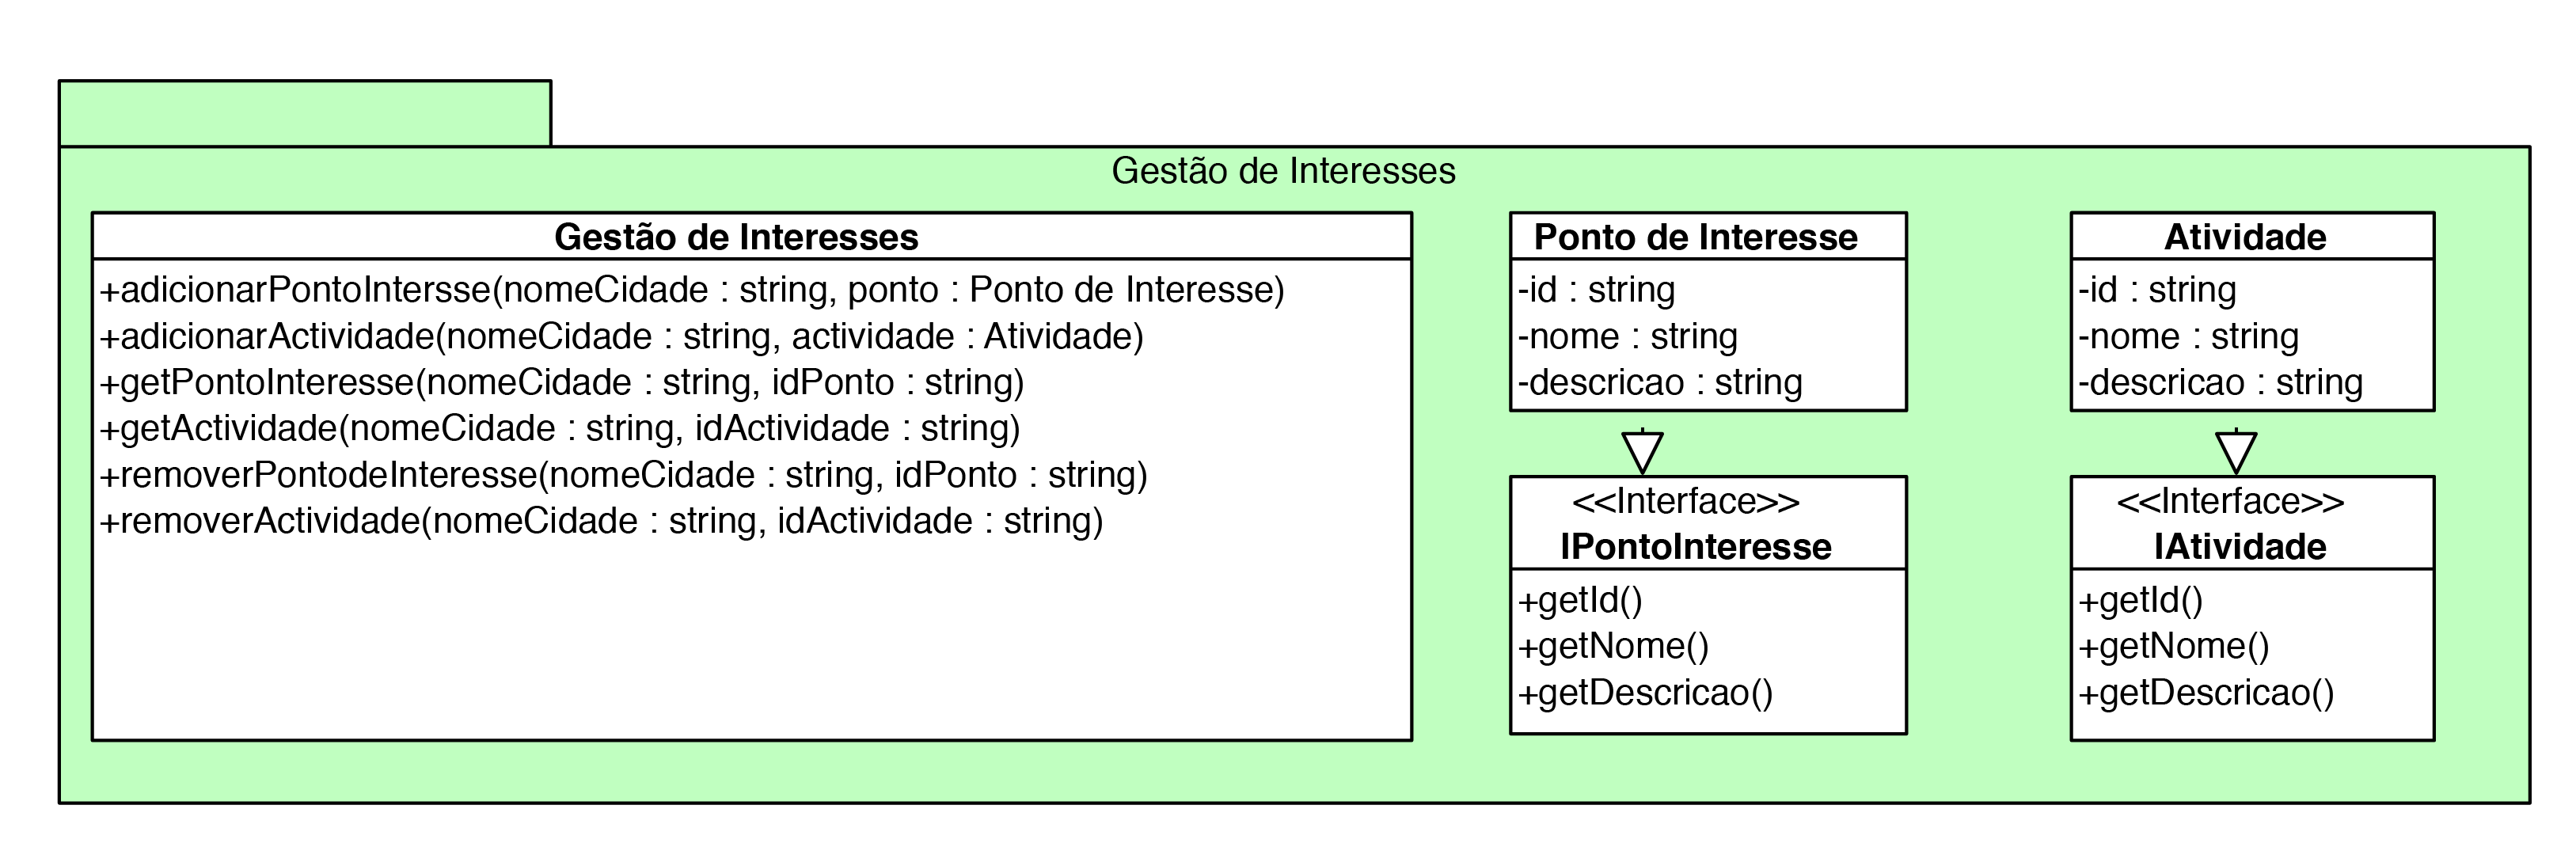 Gestão de Interesses
Gestão de Interesses
+adicionarPontoIntersse(nomeCidade : string, ponto : Ponto de Interesse)
+adicionarActividade(nomeCidade : string, actividade : Atividade)
+getPontoInteresse(nomeCidade : string, idPonto : string)
+getActividade(nomeCidade : string, idActividade : string)
+removerPontodeInteresse(nomeCidade : string, idPonto : string)
+removerActividade(nomeCidade : string, idActividade : string)
Ponto de Interesse
-id : string
-nome : string
-descricao : string
<<Interface>>
IPontoInteresse
+getId()
+getNome()
+getDescricao()
Atividade
-id : string
-nome : string
-descricao : string
<<Interface>>
IAtividade
+getId()
+getNome()
+getDescricao()